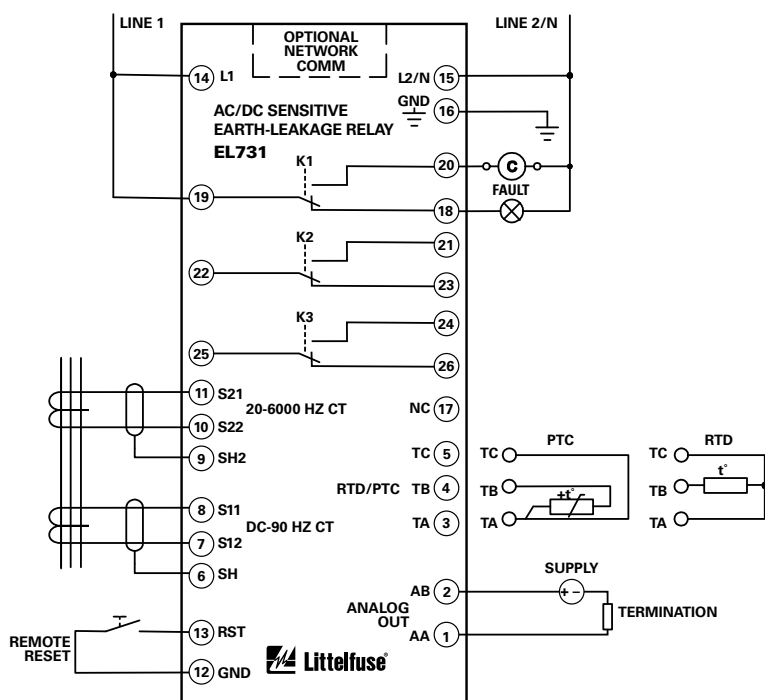 LINE 1
LINE 2/N
OPTIONAL
NETWORK
COMM
14 L1
L2/N 15
GND 16
AC/DC SENSITIVE
EARTH-LEAKAGE RELAY
EL731
K1
20
C
FAULT
19
18
K2
21
22
23
K3
24
25
26
11 S21
20-6000 HZ CT
10 S22
9 SH2
NC 17
TC 5
RTD/PTC TB 4
TA 3
PTC
TC
TB
+t°
TA
RTD
TC
t°
TB
TA
8 S11
DC-90 HZ CT
7 S12
6 SH
SUPPLY
AB 2
+ -
ANALOG
OUT
TERMINATION
AA 1
REMOTE
RESET
13 RST
12 GND
Littelfuse®